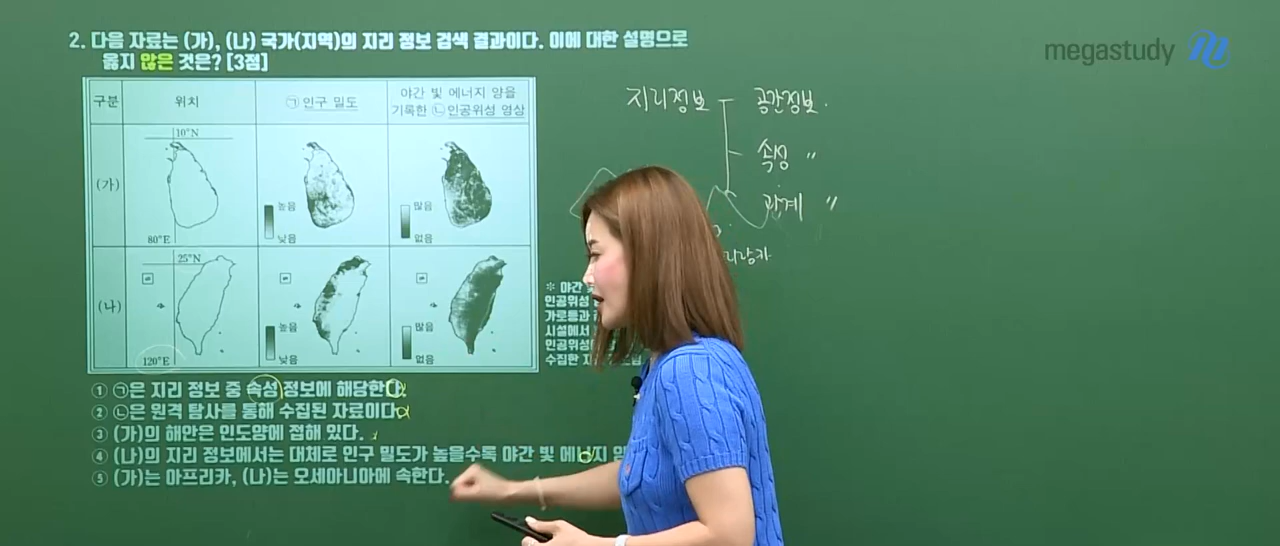 2. 다음 자료는 (가), (나) 국가(지역)의 지리 정보 검색 결과이다. 이에 대한 설명으로
옳지 않은 것은? [3점]
megastudy
구분
위치
㉠ 인구 밀도
야간 빛 에너지 양을
기록한 ㉡ 인공위성 영상
(가)
10°N
80°E
높음
낮음
많음
없음
(나)
25°N
120°E
높음
낮음
많음
없음
※ 야간
인공위성
가로등과
시설에서
인공위성
수집한
① ㉠은 지리 정보 중 속성 정보에 해당한다.
② ㉡은 원격 탐사를 통해 수집된 자료이다.
③ (가)의 해안은 인도양에 접해 있다.
④ (나)의 지리 정보에서는 대체로 인구 밀도가 높을수록 야간 빛 에너지
⑤ (가)는 아프리카, (나)는 오세아니아에 속한다.
지리정보 공간정보.
속성 〃
관계 〃